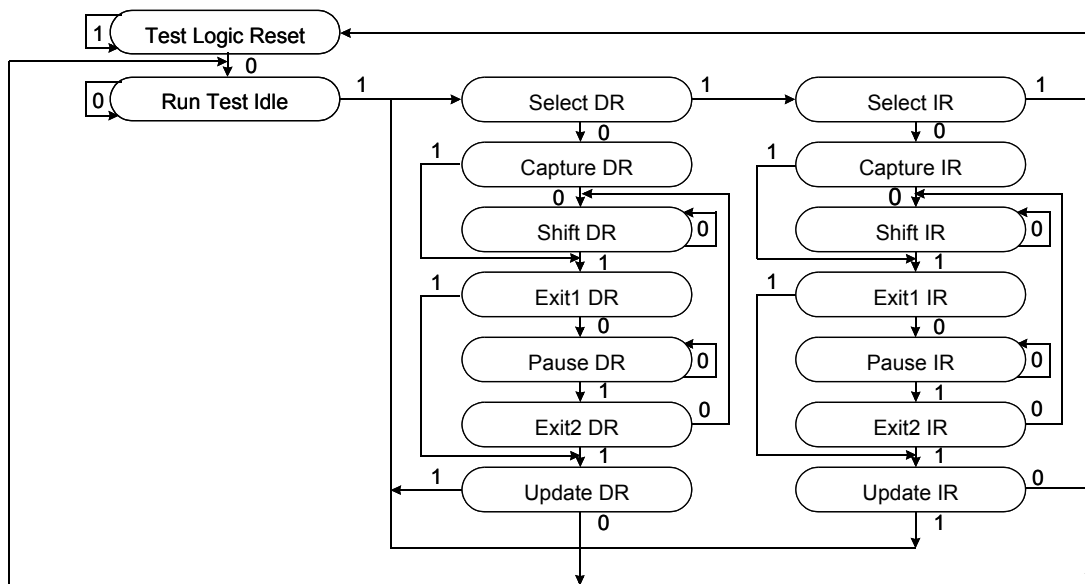 1
Test Logic Reset
0
0
Run Test Idle
1
Select DR
1
Select IR
1
0
0
1
Capture DR
1
Capture IR
0
0
Shift DR
0
Shift IR
0
1
1
1
Exit1 DR
1
Exit1 IR
0
0
Pause DR
0
Pause IR
0
1
1
Exit2 DR
0
Exit2 IR
0
1
1
1
Update DR
Update IR
0
0
1